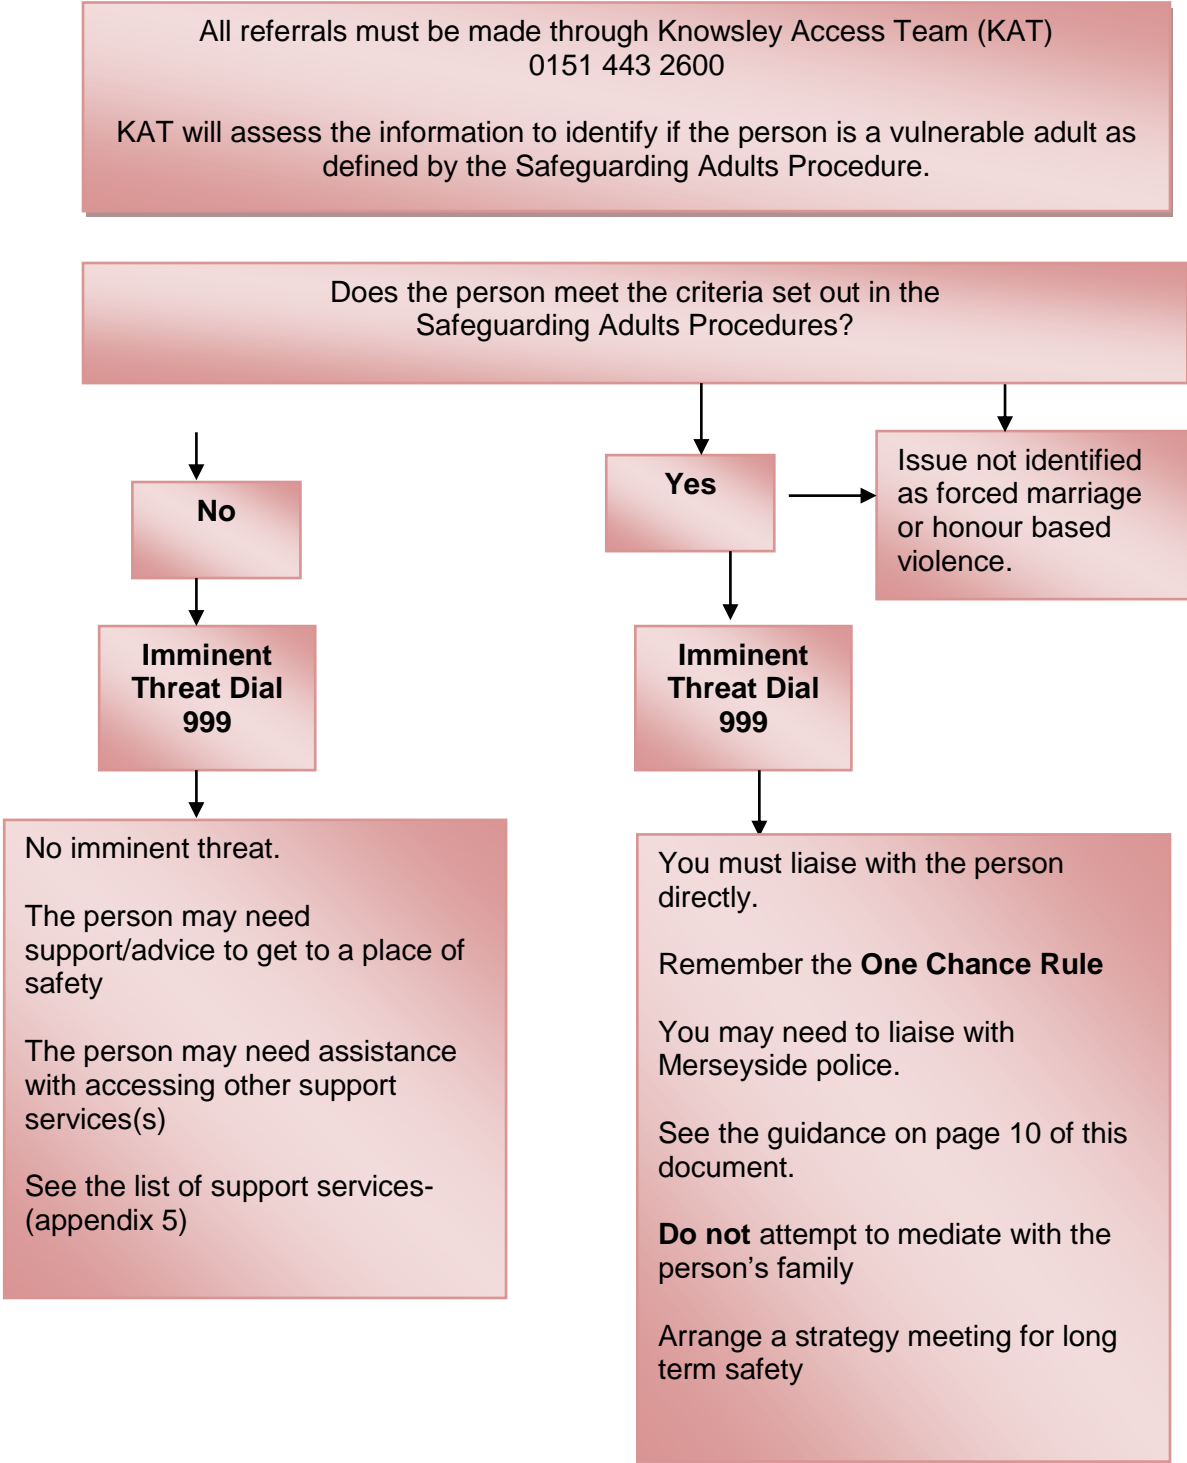 All referrals must be made through Knowsley Access Team (KAT)
0151 443 2600
KAT will assess the information to identify if the person is a vulnerable adult as
defined by the Safeguarding Adults Procedure.
Does the person meet the criteria set out in the
Safeguarding Adults Procedures?
No
Imminent
Threat Dial
999
No imminent threat.
The person may need
support/advice to get to a place of
safety
The person may need assistance
with accessing other support
services(s)
See the list of support services-
(appendix 5)
Yes
Imminent
Threat Dial
999
You must liaise with the person
directly.
Remember the One Chance Rule
You may need to liaise with
Merseyside police.
See the guidance on page 10 of this
document.
Do not attempt to mediate with the
person’s family
Arrange a strategy meeting for long
term safety
Issue not identified
as forced marriage
or honour based
violence.